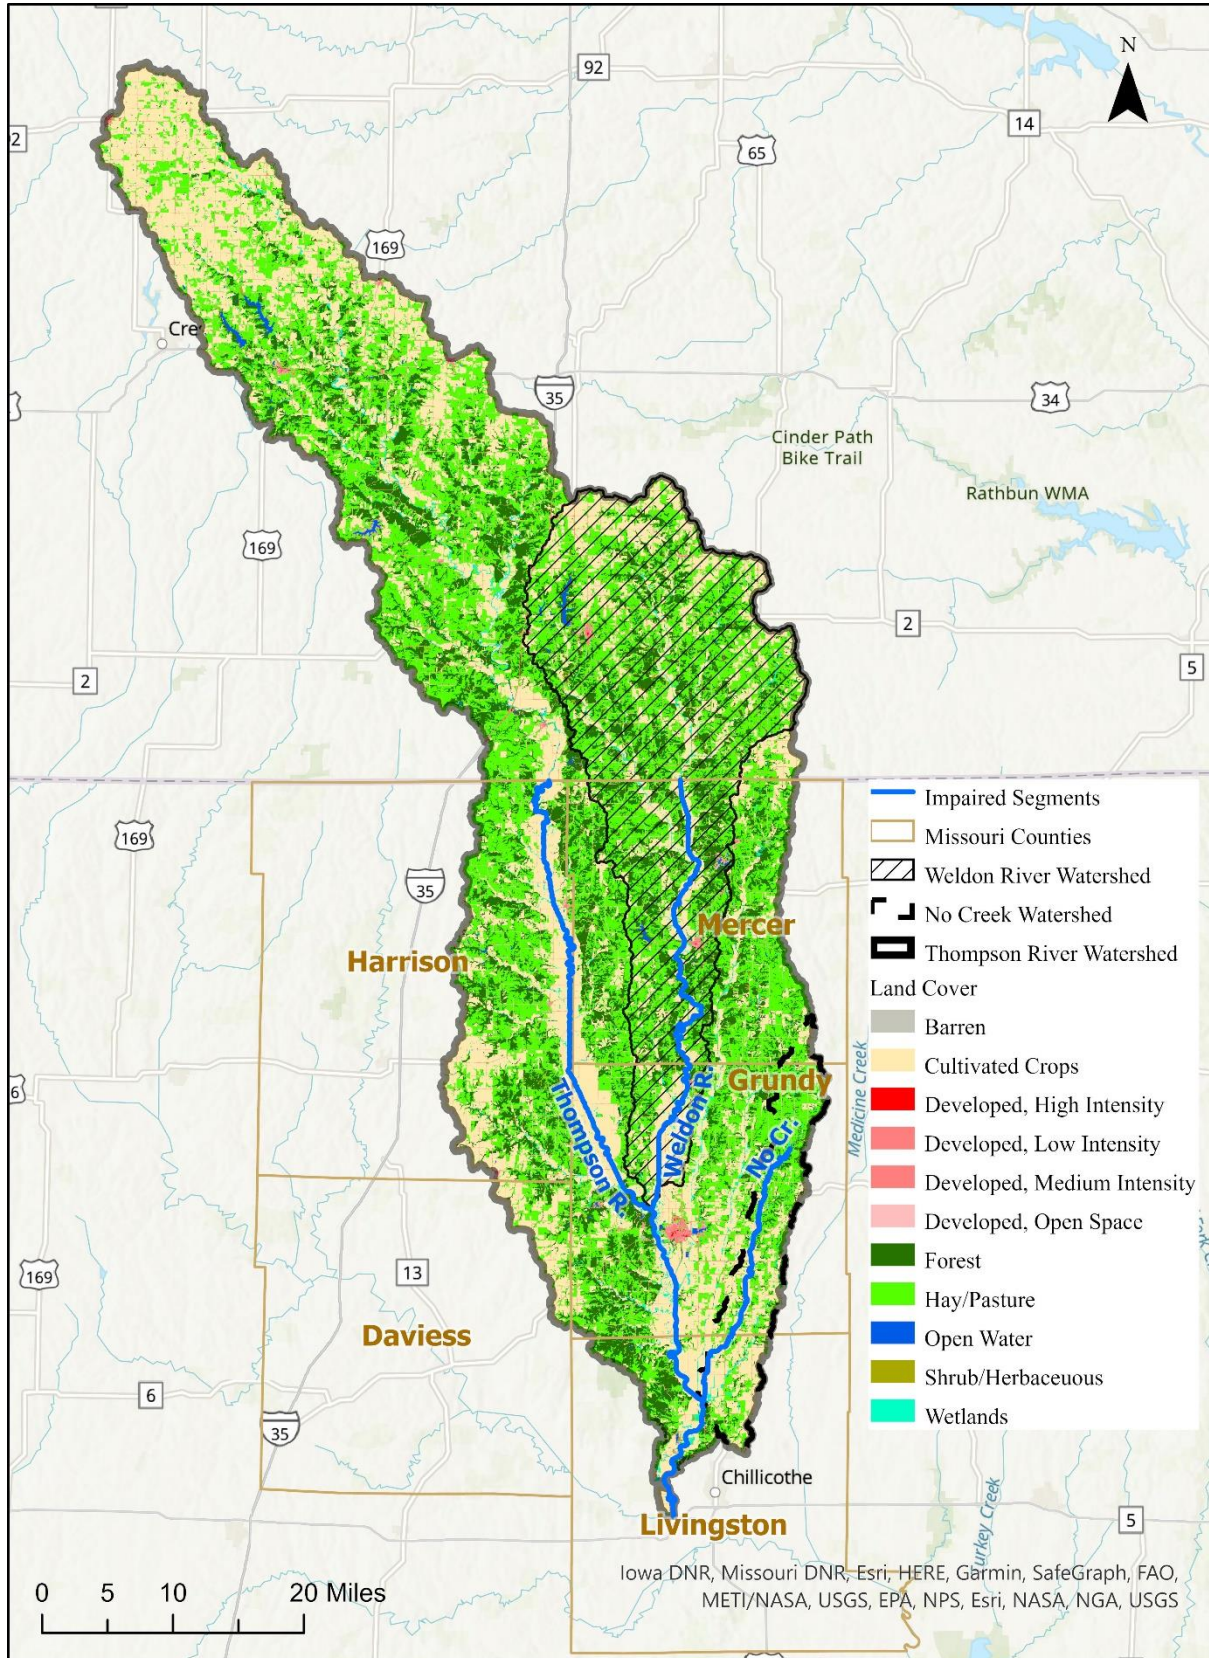 N
92
14
2
65
169
Cre
35
34
Cinder Path
Bike Trail
Rathbun WMA
169
2
2
5
Impaired Segments
169
Missouri Counties
35
Weldon River Watershed
No Creek Watershed
Mercer
Harrison
Thompson River Watershed
Land Cover
Barren
Cultivated Crops
Grundy
6
Medicine Creek
Developed, High Intensity
Thompson R.
Weldon R.
No Cr.
Developed, Low Intensity
Developed, Medium Intensity
Developed, Open Space
Forest
169
13
Hay/Pasture
Open Water
Daviess
Shrub/Herbaceuous
6
Wetlands
35
Chillicothe
Livingston
5
urkey Creek
Iowa DNR, Missouri DNR, Esri, HERE, Garmin, SafeGraph, FAO,
METI/NASA, USGS, EPA, NPS, Esri, NASA, NGA, USGS
0 5 10 20 Miles